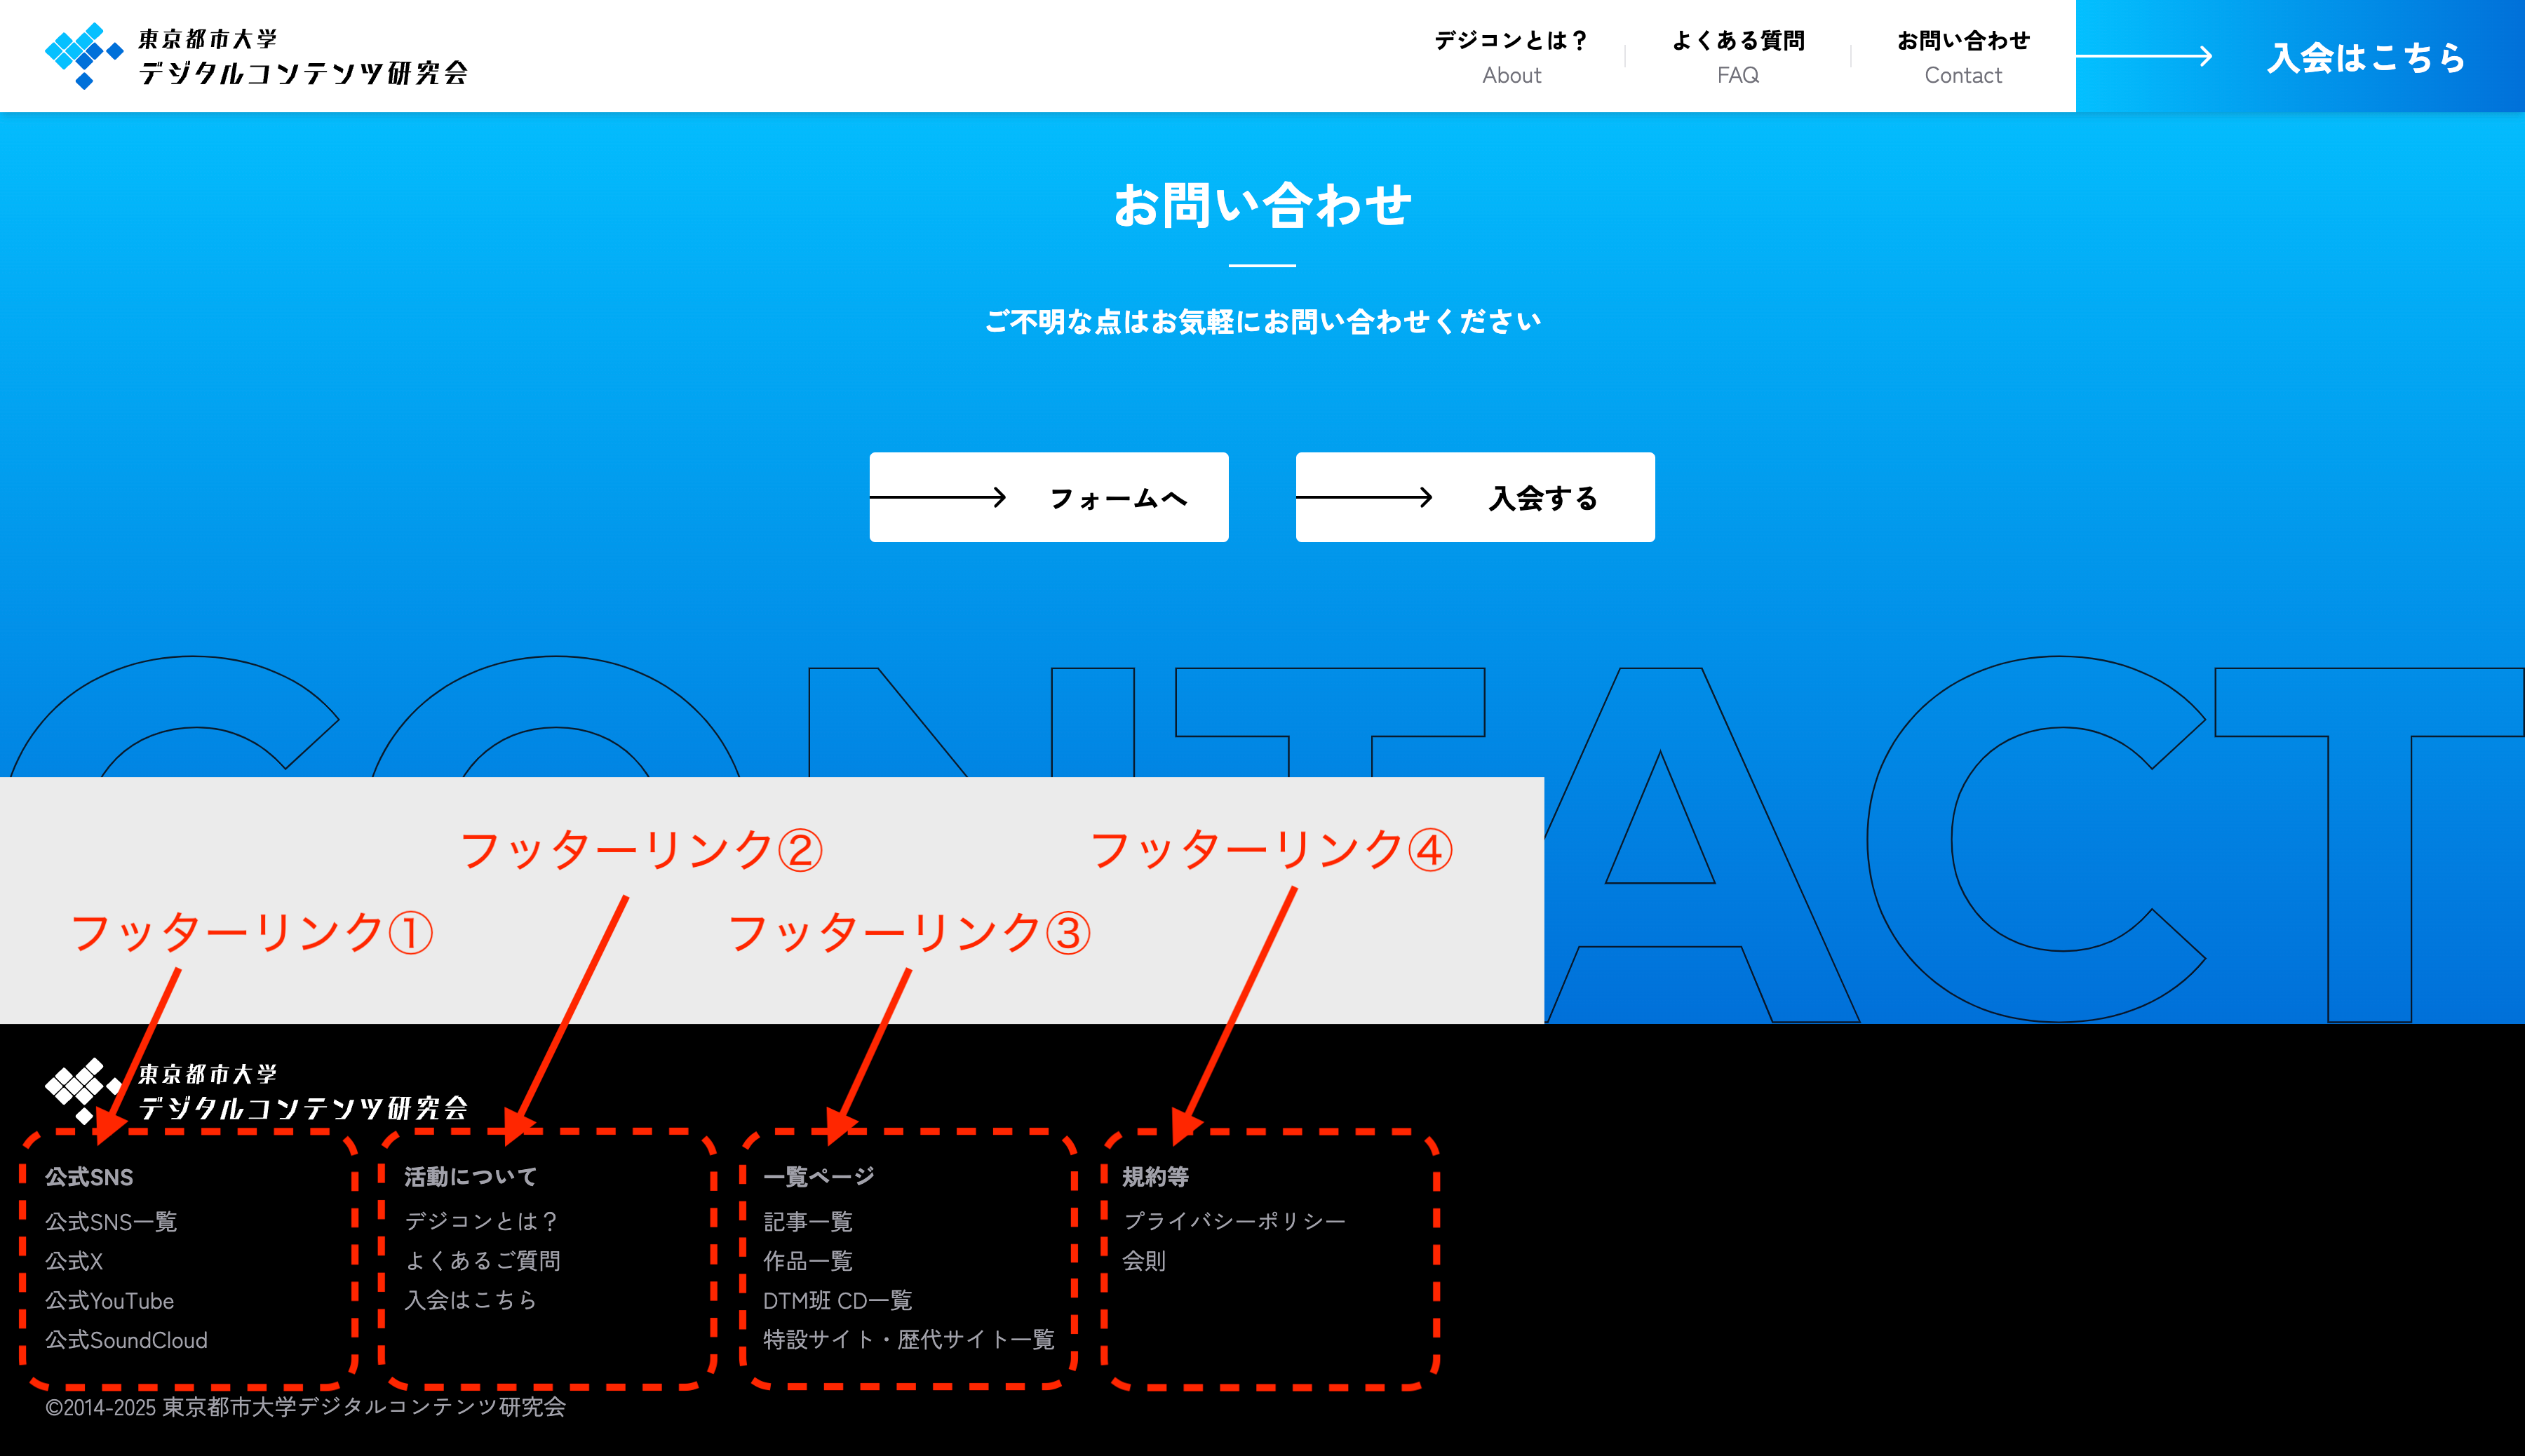 東京都市大学
デジタルコンテンツ研究会
デジコンとは？
About
よくある質問
FAQ
お問い合わせ
Contact
入会はこちら
お問い合わせ
ご不明な点はお気軽にお問い合わせください
フォームへ
入会する
CONTACT
フッターリンク②
フッターリンク④
フッターリンク①
フッターリンク③
東京都市大学
デジタルコンテンツ研究会
公式SNS
公式SNS一覧
公式X
公式YouTube
公式SoundCloud
活動について
デジコンとは？
よくあるご質問
入会はこちら
一覧ページ
記事一覧
作品一覧
DTM班 CD一覧
特設サイト・歴代サイト一覧
規約等
プライバシーポリシー
会則
©2014-2025 東京都市大学デジタルコンテンツ研究会